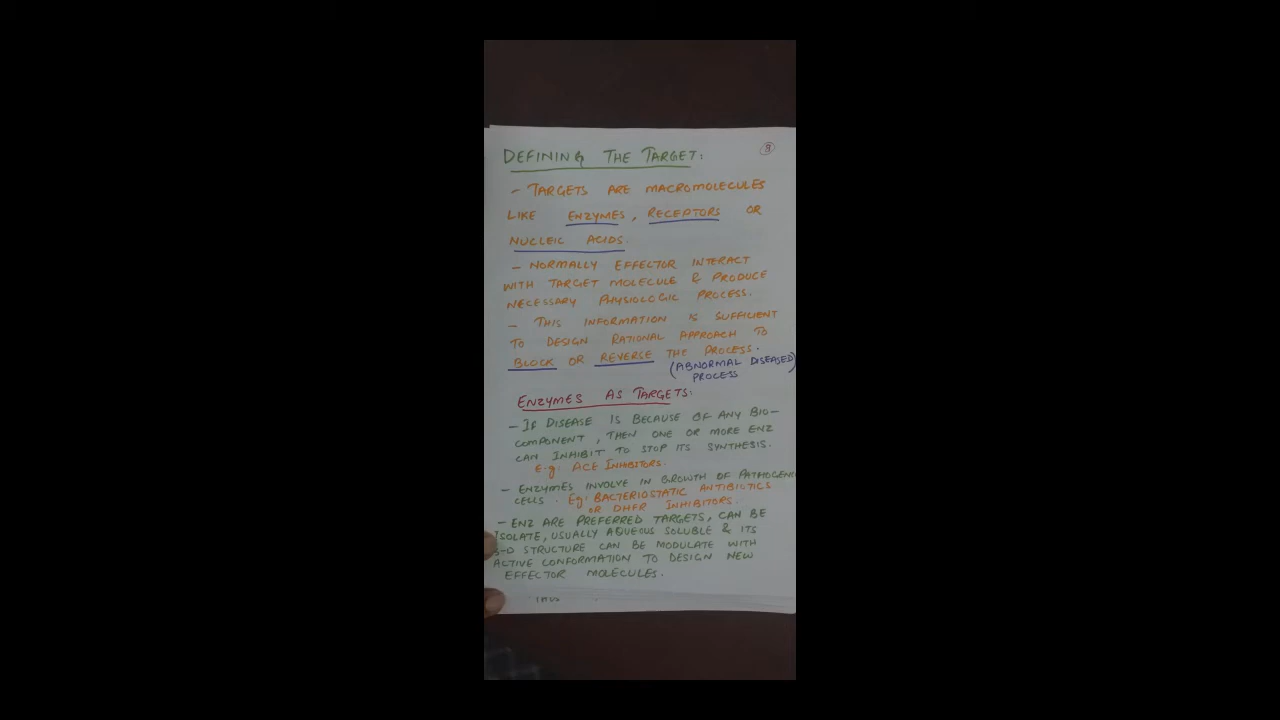 DEFINING THE TARGET:
- TARGETS ARE MACROMOLECULES
LIKE ENZYMES, RECEPTORS OR
NUCLEIC ACIDS.
- NORMALLY EFFECTOR INTERACT
WITH TARGET MOLECULE & PRODUCE
NECESSARY PHYSIOLOGIC PROCESS.
- THIS INFORMATION IS SUFFICIENT
TO DESIGN RATIONAL APPROACH TO
BLOCK OR REVERSE THE PROCESS.
(ABNORMAL DISEASED)
PROCESS
ENZYMES AS TARGETS:
- If DISEASE IS BECAUSE OF ANY BIO-
COMPONENT, THEN ONE OR MORE ENZ
CAN INHIBIT TO STOP ITS SYNTHESIS.
E.g: ACE INHIBITORS.
- ENZYMES INVOLVE IN GROWTH OF PATHOGENIC
CELLS. Eg: BACTERIOSTATIC ANTIBIOTICS
OR DHFR INHIBITORS.
- ENZ ARE PREFERRED TARGETS, CAN BE
ISOLATE, USUALLY AQUEOUS SOLUBLE & ITS
3-D STRUCTURE CAN BE MODULATE WITH
ACTIVE CONFORMATION TO DESIGN NEW
EFFECTOR MOLECULES.